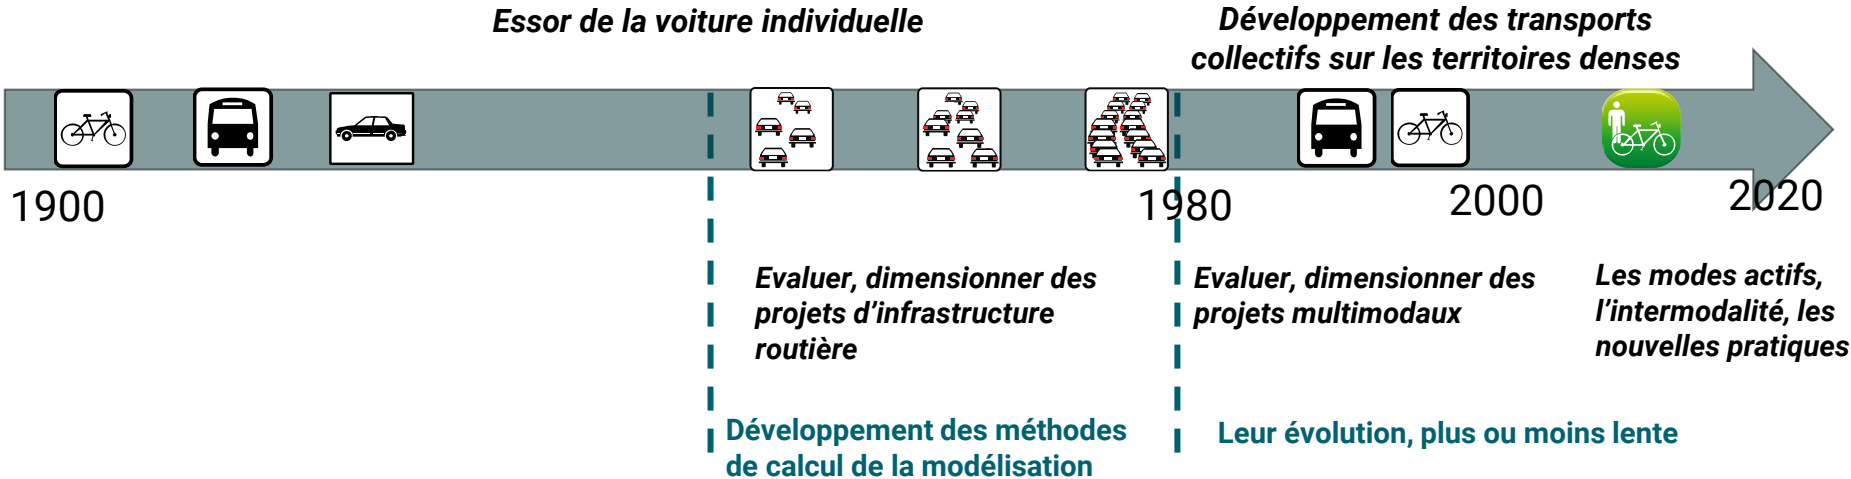 Essor de la voiture individuelle
Développement des transports
collectifs sur les territoires denses
1900
1980
2000
2020
Evaluer, dimensionner des
projets d’infrastructure
routière
Evaluer, dimensionner des
projets multimodaux
Les modes actifs,
l’intermodalité, les
nouvelles pratiques
Développement des méthodes
de calcul de la modélisation
Leur évolution, plus ou moins lente